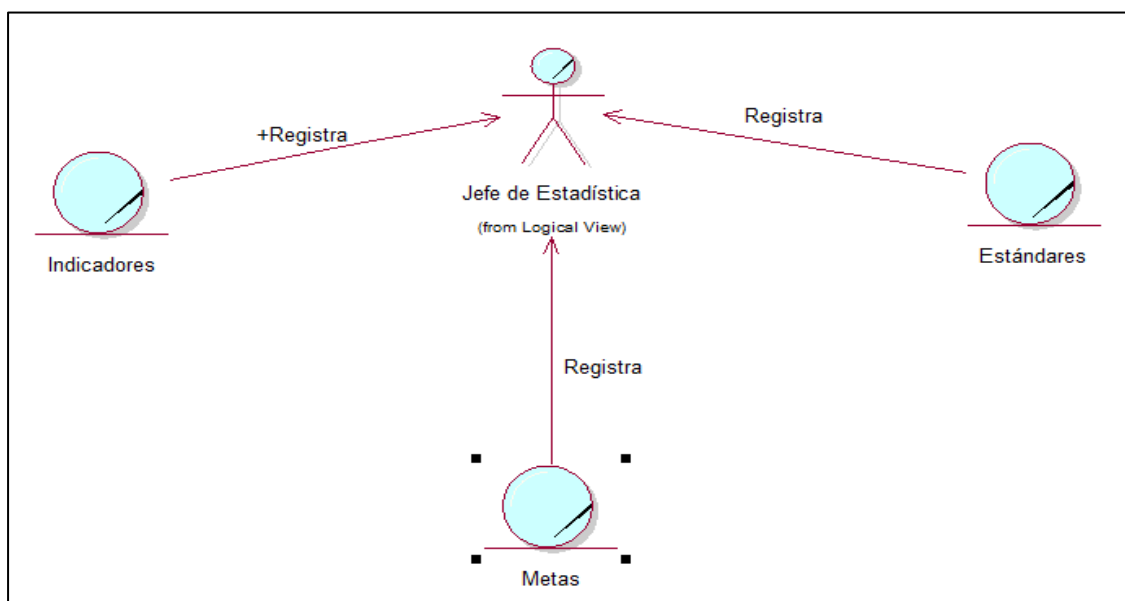 +Registra
Registra
Jefe de Estadística
(from Logical View)
Indicadores
Estándares
Registra
Metas